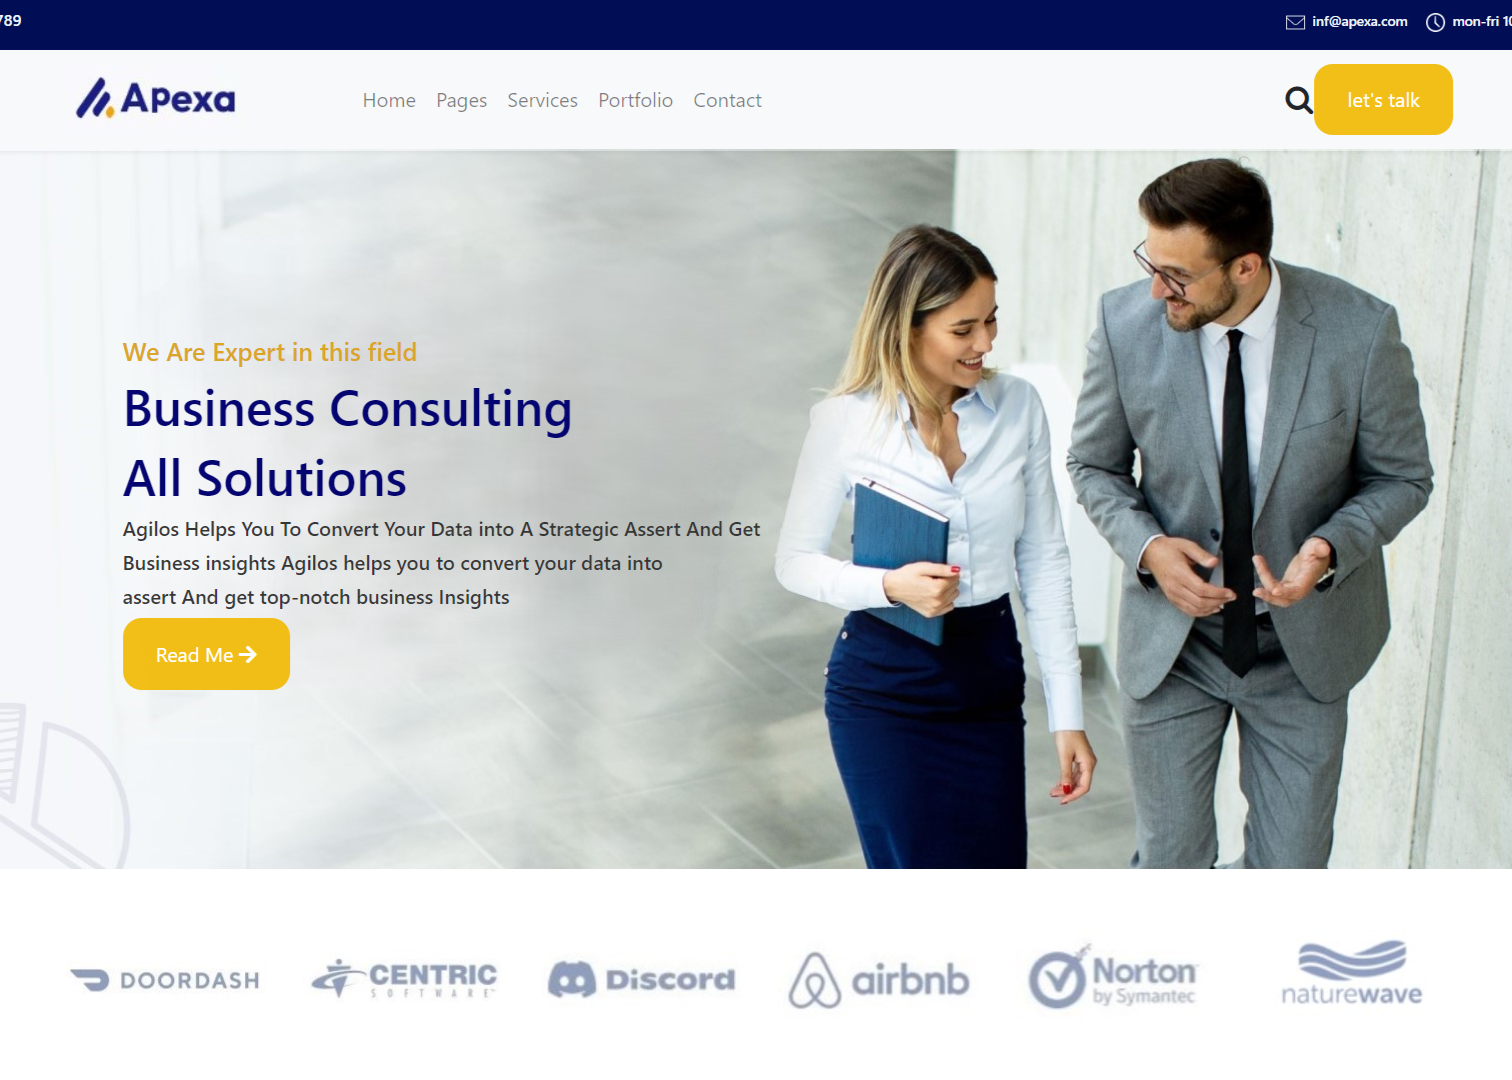 789
inf@apexa.com
mon-fri 10
Apexa
Home Pages Services Portfolio Contact
let's talk
We Are Expert in this field
Business Consulting
All Solutions
Agilos Helps You To Convert Your Data into A Strategic Assert And Get
Business insights Agilos helps you to convert your data into
assert And get top-notch business Insights
Read Me
DOORDASH
CENTRIC
SOFTWARE
Discord
airbnb
Norton
by Symantec
naturewave